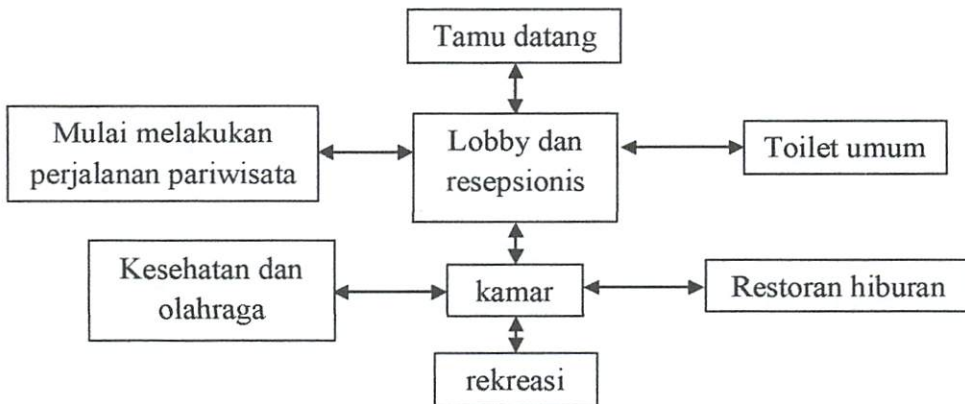 Tamu datang
Mulai melakukan
perjalanan pariwisata
Lobby dan
resepsionis
Toilet umum
Kesehatan dan
olahraga
kamar
Restoran hiburan
rekreasi